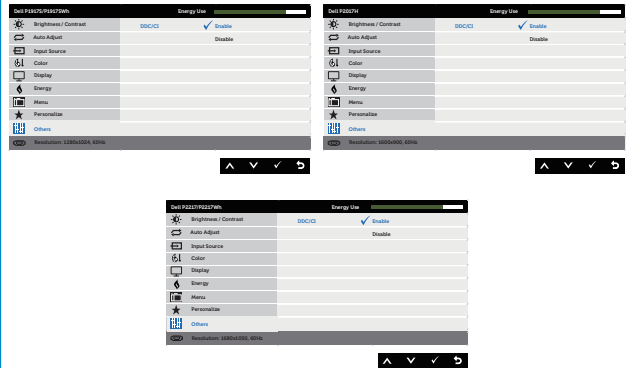 Dell P1917S/P1917SWh Energy Use
Brightness / Contrast DDC/CI Enable
Auto Adjust Disable
Input Source
Color
Display
Energy
Menu
Personalize
Others
Resolution: 1280x1024, 60Hz
Dell P2017H Energy Use
Brightness / Contrast DDC/CI Enable
Auto Adjust Disable
Input Source
Color
Display
Energy
Menu
Personalize
Others
Resolution: 1600x900, 60Hz
Dell P2217/P2217Wh Energy Use
Brightness / Contrast DDC/CI Enable
Auto Adjust Disable
Input Source
Color
Display
Energy
Menu
Personalize
Others
Resolution: 1680x1050, 60Hz